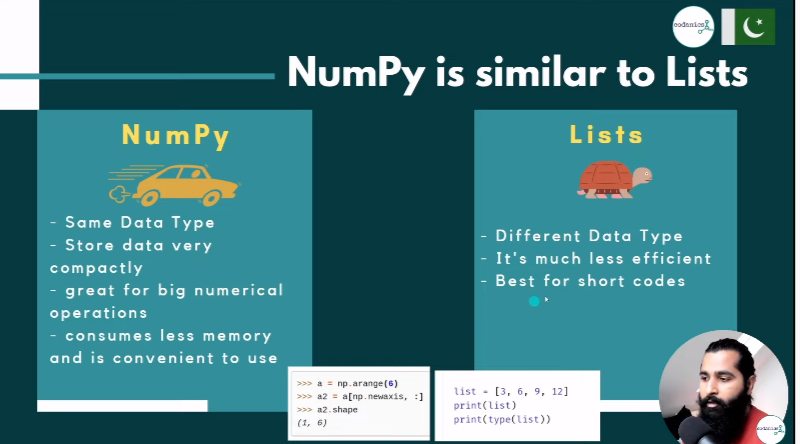 codanics
NumPy is similar to Lists
NumPy
- Same Data Type
- Store data very
compactly
- great for big numerical
operations
- consumes less memory
and is convenient to use
Lists
- Different Data Type
- It's much less efficient
- Best for short codes
>>> a = np.arange(6)
>>> a2 = a[np.newaxis, :]
>>> a2.shape
(1, 6)
list = [3, 6, 9, 12]
print(list)
print(type(list))
codanics